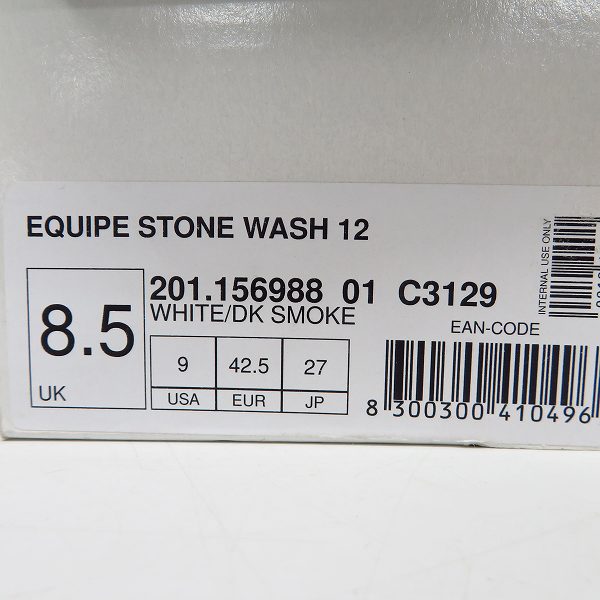 EQUIPE STONE WASH 12
INTERNAL USE ONLY
8.5
UK
201.156988 01 C3129
WHITE/DK SMOKE
EAN-CODE
9
42.5
27
USA
EUR
JP
8 300300 410496